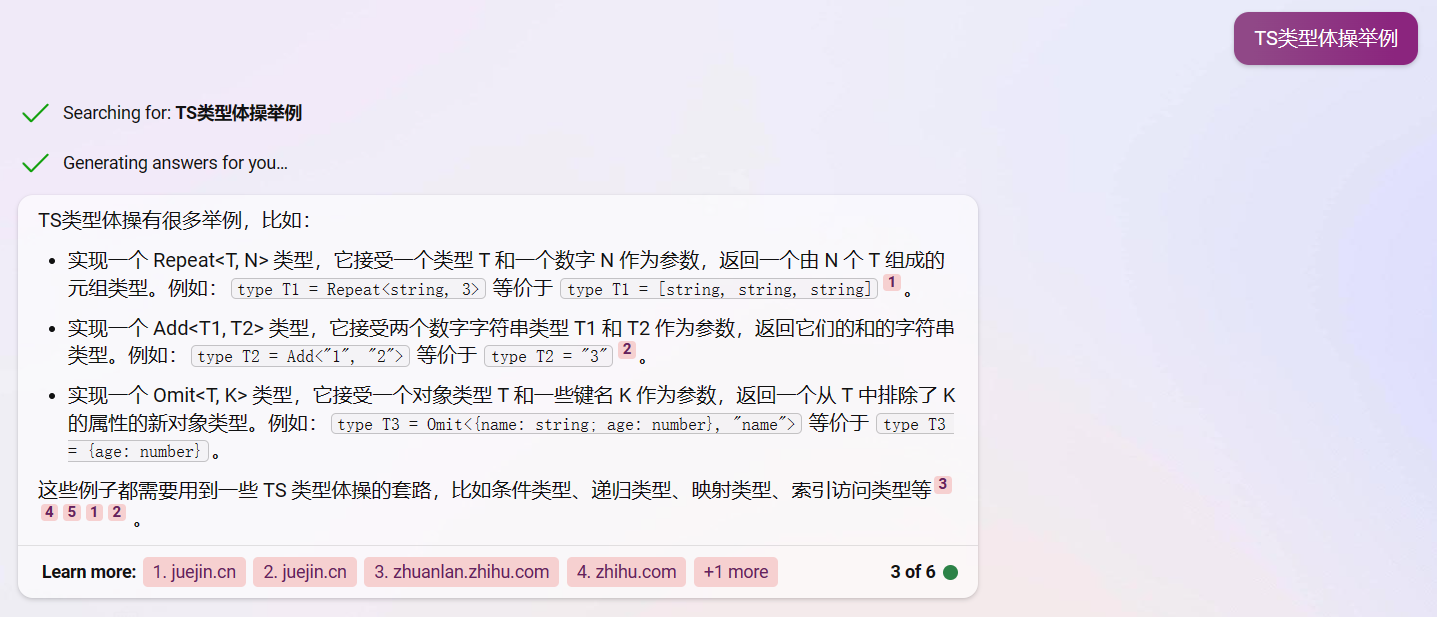 TS类型体操举例
Searching for: TS类型体操举例
Generating answers for you...
TS类型体操有很多举例，比如：
实现一个 Repeat<T, N> 类型，它接受一个类型 T 和一个数字 N 作为参数，返回一个由 N 个 T 组成的
元组类型。例如： type T1 = Repeat<string, 3> 等价于 type T1 = [string, string, string] 1 。
实现一个 Add<T1, T2> 类型，它接受两个数字字符串类型 T1 和 T2 作为参数，返回它们的和的字符串
类型。例如： type T2 = Add<"1", "2"> 等价于 type T2 = "3" 2 。
实现一个 Omit<T, K> 类型，它接受一个对象类型 T 和一些键名 K 作为参数，返回一个从 T 中排除了 K
的属性的新对象类型。例如： type T3 = Omit<{name: string; age: number}, "name"> 等价于 type T3
= {age: number} 。
这些例子都需要用到一些 TS 类型体操的套路，比如条件类型、递归类型、映射类型、索引访问类型等 3
4 5 1 2 。
Learn more: 1. juejin.cn 2. juejin.cn 3. zhuanlan.zhihu.com 4. zhihu.com +1 more 3 of 6